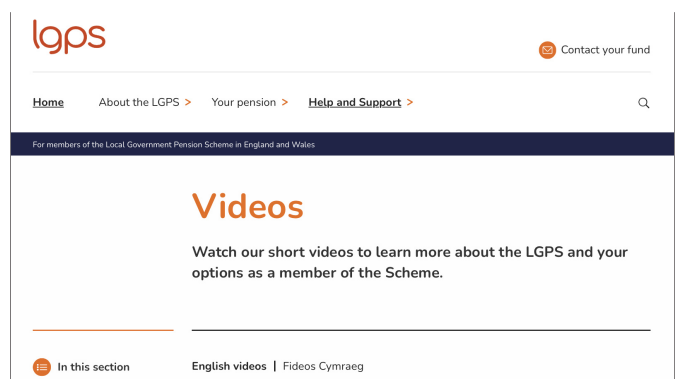 lgps
Contact your fund
Home About the LGPS > Your pension > Help and Support >
For members of the Local Government Pension Scheme in England and Wales
Videos
Watch our short videos to learn more about the LGPS and your
options as a member of the Scheme.
In this section
English videos | Fideos Cymraeg